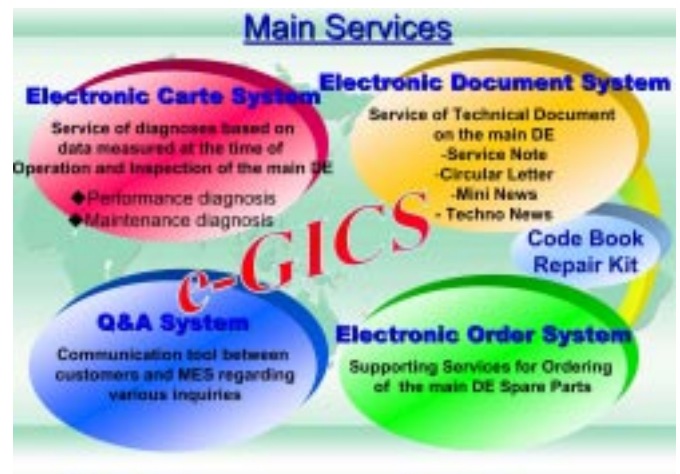 Main Services
Electronic Carte System
Service of diagnoses based on
data measured at the time of
Operation and Inspection of the main DE
◆Performance diagnosis
◆Maintenance diagnosis
Electronic Document System
Service of Technical Document
on the main DE
-Service Note
-Circular Letter
-Mini News
- Techno News
Code Book
Repair Kit
e-GICS
Q&A System
Communication tool between
customers and MES regarding
various inquiries
Electronic Order System
Supporting Services for Ordering
of the main DE Spare Parts